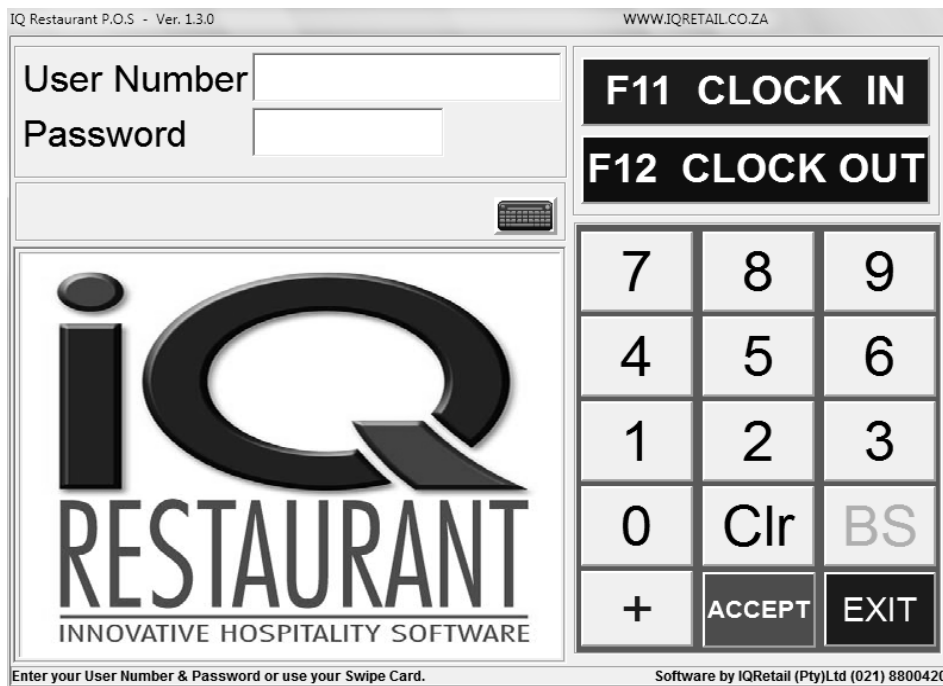 IQ Restaurant P.O.S - Ver. 1.3.0
WWW.IQRETAIL.CO.ZA
User Number
Password
F11 CLOCK IN
F12 CLOCK OUT
iQ
RESTAURANT
INNOVATIVE HOSPITALITY SOFTWARE
7 8 9
4 5 6
1 2 3
0 Clr BS
+ ACCEPT EXIT
Enter your User Number & Password or use your Swipe Card.
Software by IQRetail (Pty)Ltd (021) 8800420